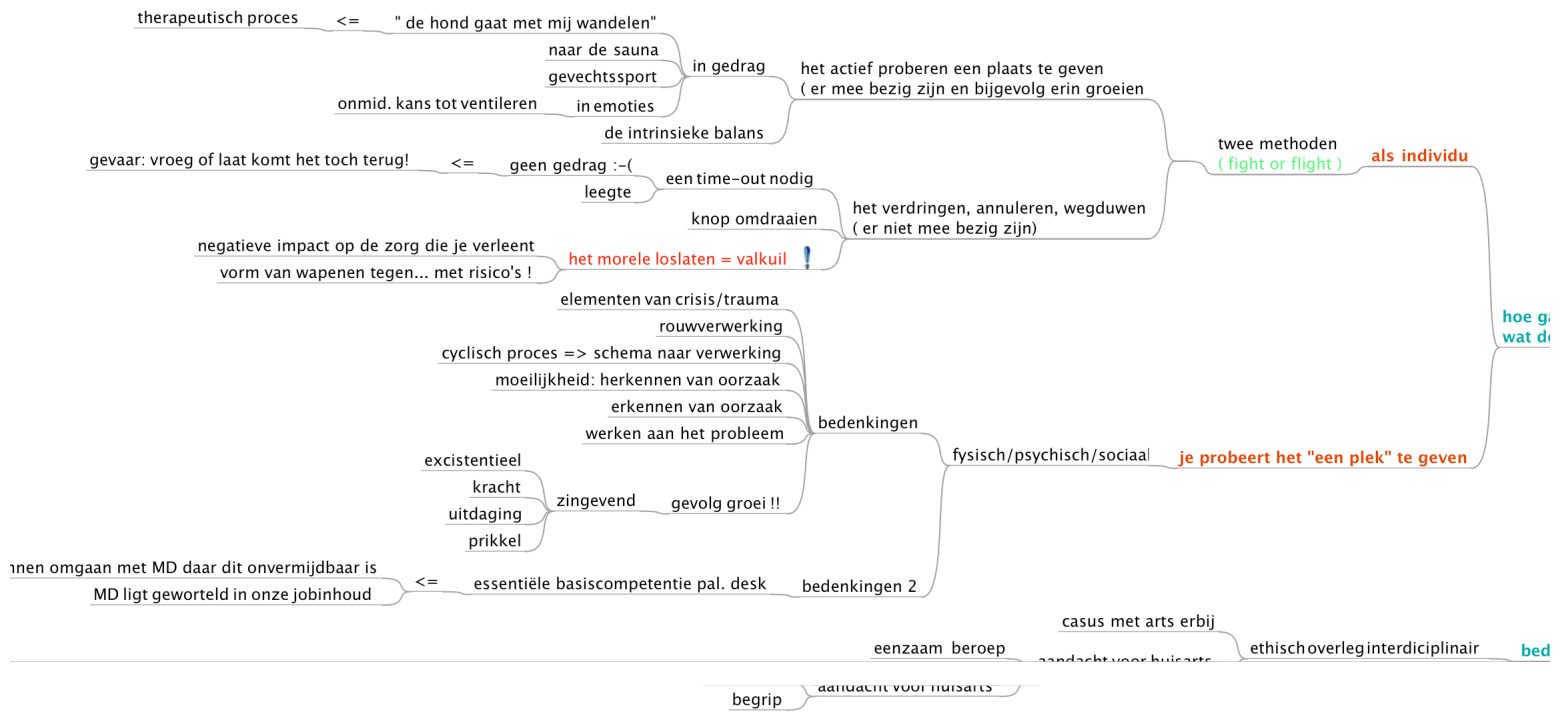 therapeutisch proces <= " de hond gaat met mij wandelen"
naar de sauna
gevechtssport
in gedrag
het actief proberen een plaats te geven
( er mee bezig zijn en bijgevolg erin groeien
onmid. kans tot ventileren in emoties
de intrinsieke balans
twee methoden
( fight or flight )
als individu
gevaar: vroeg of laat komt het toch terug! <= geen gedrag :-(
leegte
een time-out nodig
knop omdraaien
het verdringen, annuleren, wegduwen
( er niet mee bezig zijn)
negatieve impact op de zorg die je verleent
vorm van wapenen tegen... met risico's !
het morele loslaten = valkuil !
elementen van crisis/trauma
rouwverwerking
hoe
wat
cyclisch proces => schema naar verwerking
moeilijkheid: herkennen van oorzaak
erkennen van oorzaak
werken aan het probleem
bedenkingen
fysisch/psychisch/sociaal
je probeert het "een plek" te geven
excistentieel
kracht
uitdaging
prikkel
zingevend
gevolg groei !!
omgaan met MD daar dit onvermijdbaar is
MD ligt geworteld in onze jobinhoud
<= essentiële basiscompetentie pal. desk
bedenkingen 2
casus met arts erbij
eenzaam beroep
aandacht voor huisarts
ethisch overleg interdiciplinair
aandacht voor huisarts
begrip